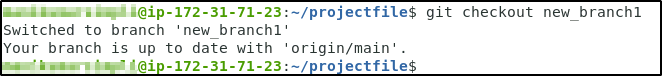 @ip-172-31-71-23:~/projectfile$ git checkout new_branch1
Switched to branch 'new_branch1'
Your branch is up to date with 'origin/main'.
@ip-172-31-71-23:~/projectfile$